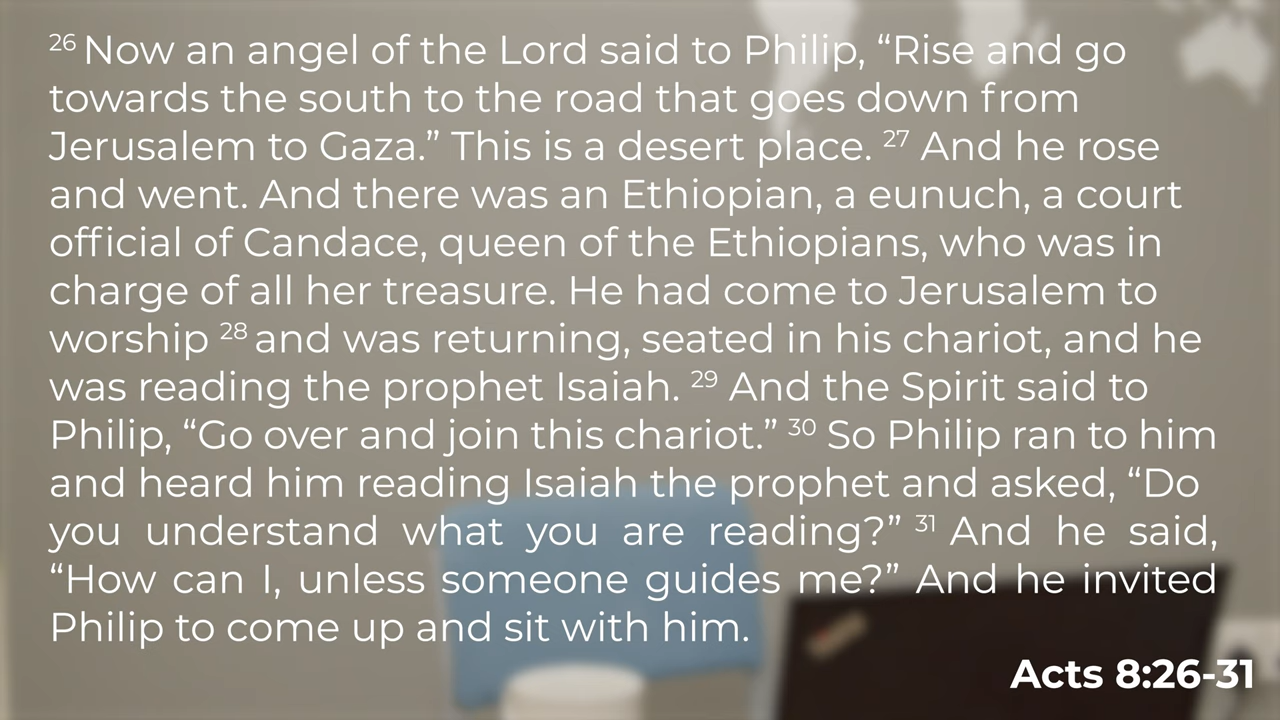 26 Now an angel of the Lord said to Philip, “Rise and go
towards the south to the road that goes down from
Jerusalem to Gaza.” This is a desert place. 27 And he rose
and went. And there was an Ethiopian, a eunuch, a court
official of Candace, queen of the Ethiopians, who was in
charge of all her treasure. He had come to Jerusalem to
worship 28 and was returning, seated in his chariot, and he
was reading the prophet Isaiah. 29 And the Spirit said to
Philip, “Go over and join this chariot.” 30 So Philip ran to him
and heard him reading Isaiah the prophet and asked, “Do
you understand what you are reading?” 31 And he said,
“How can I, unless someone guides me?” And he invited
Philip to come up and sit with him.
Acts 8:26-31